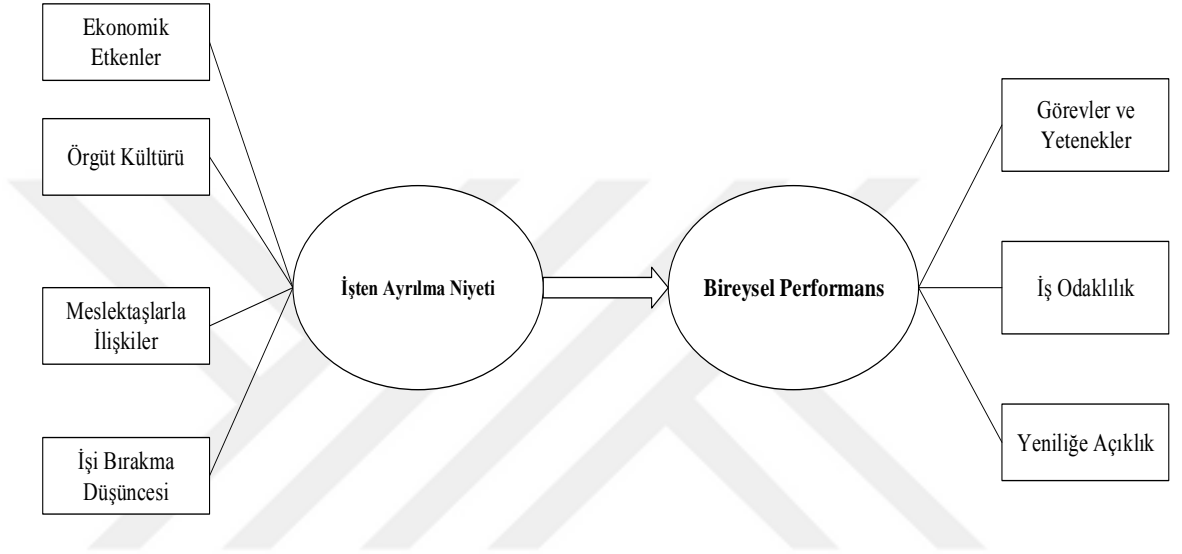 Ekonomik
Etkenler
Örgüt Kültürü
Meslektaşlarla
İlişkiler
İşi Bırakma
Düşüncesi
İşten Ayrılma Niyeti
Bireysel Performans
Görevler ve
Yetenekler
İş Odaklılık
Yeniliğe Açıklık